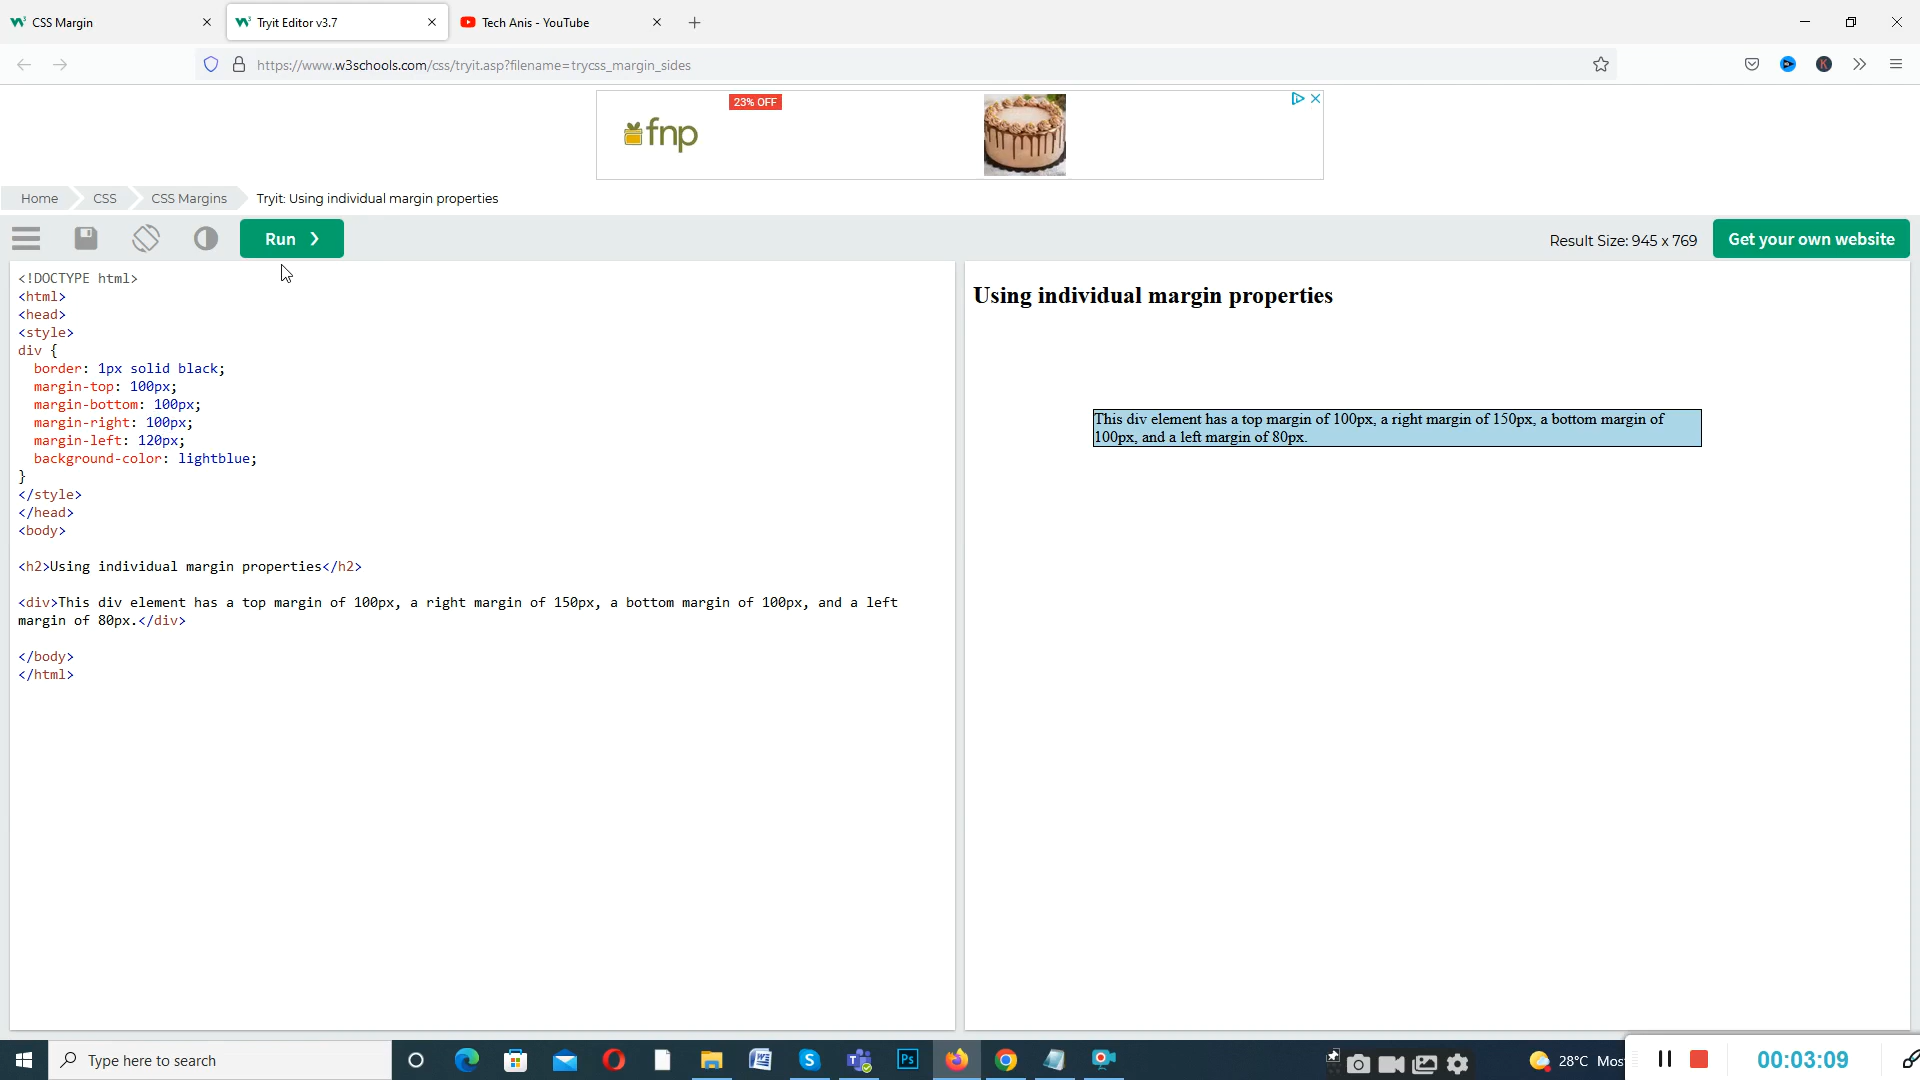 CSS Margin
Tryit Editor v3.7
Tech Anis - YouTube
https://www.w3schools.com/css/tryit.asp?filename=trycss_margin_sides
23% OFF
fnp
Home
CSS
CSS Margins
Tryit: Using individual margin properties
Run ❯
Result Size: 945 x 769
Get your own website
<!DOCTYPE html>
<html>
<head>
<style>
div {
  border: 1px solid black;
  margin-top: 100px;
  margin-bottom: 100px;
  margin-right: 100px;
  margin-left: 120px;
  background-color: lightblue;
}
</style>
</head>
<body>
<h2>Using individual margin properties</h2>
<div>This div element has a top margin of 100px, a right margin of 150px, a bottom margin of 100px, and a left
margin of 80px.</div>
</body>
</html>
Using individual margin properties
This div element has a top margin of 100px, a right margin of 150px, a bottom margin of
100px, and a left margin of 80px.
Type here to search
28°C Mos
00:03:09